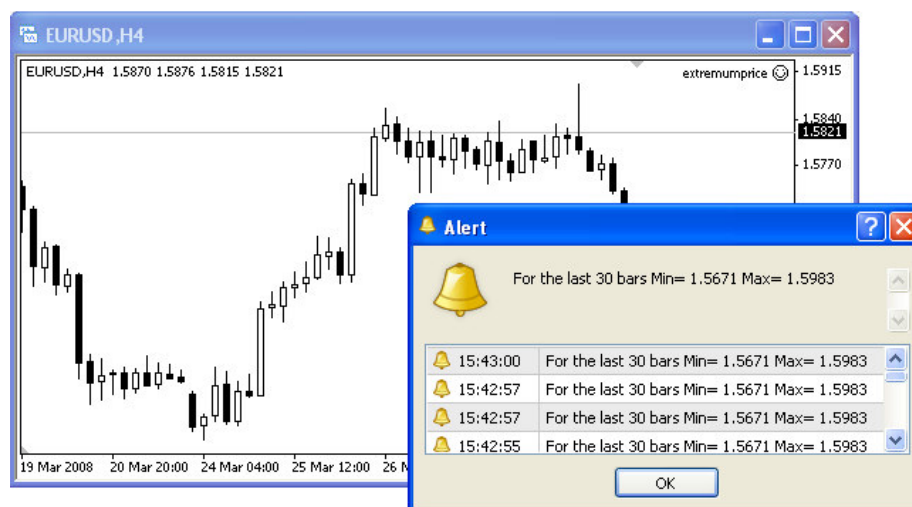 EURUSD,H4
EURUSD,H4 1.5870 1.5876 1.5815 1.5821
extremumprice
1.5915
1.5840
1.5821
1.5770
Alert
For the last 30 bars Min= 1.5671 Max= 1.5983
15:43:00 For the last 30 bars Min= 1.5671 Max= 1.5983
15:42:57 For the last 30 bars Min= 1.5671 Max= 1.5983
15:42:57 For the last 30 bars Min= 1.5671 Max= 1.5983
15:42:55 For the last 30 bars Min= 1.5671 Max= 1.5983
OK
19 Mar 2008 20 Mar 20:00 24 Mar 04:00 25 Mar 12:00 26